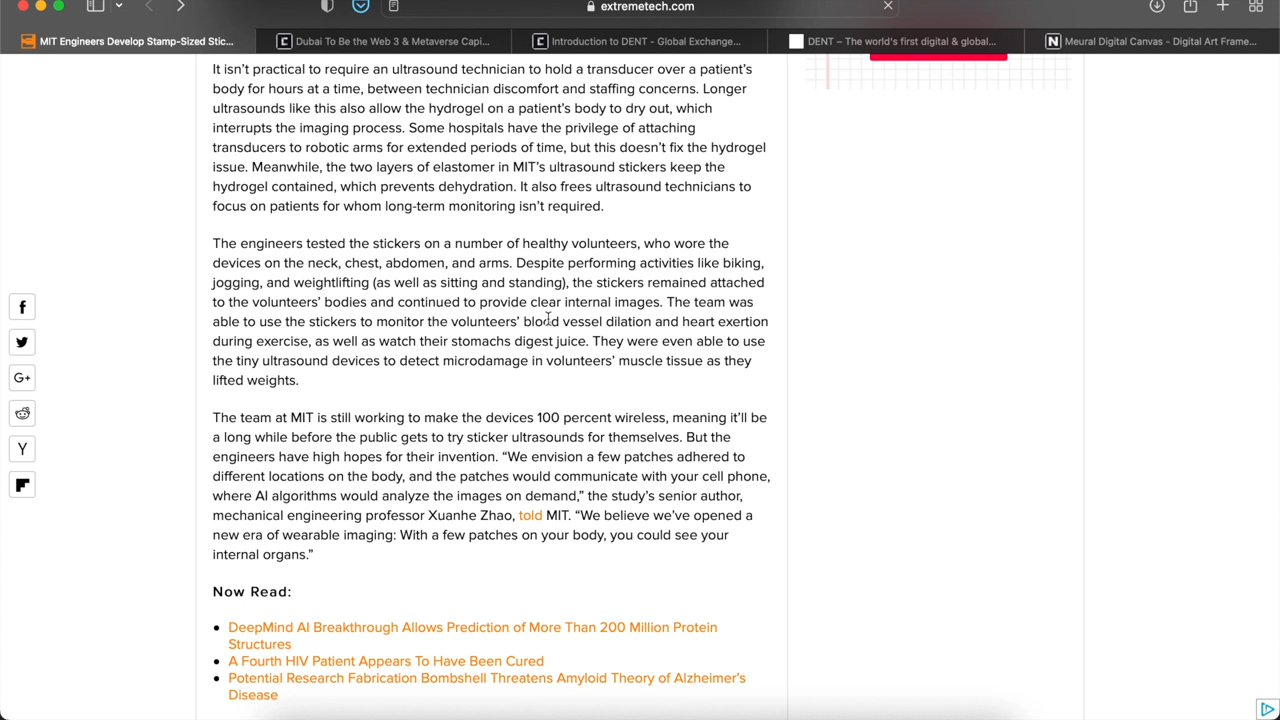 extremetech.com
MIT Engineers Develop Stamp-Sized Stic...
Dubai To Be the Web 3 & Metaverse Capi...
Introduction to DENT - Global Exchange...
DENT – The world's first digital & global...
Meural Digital Canvas - Digital Art Frame...
It isn't practical to require an ultrasound technician to hold a transducer over a patient's
body for hours at a time, between technician discomfort and staffing concerns. Longer
ultrasounds like this also allow the hydrogel on a patient's body to dry out, which
interrupts the imaging process. Some hospitals have the privilege of attaching
transducers to robotic arms for extended periods of time, but this doesn't fix the hydrogel
issue. Meanwhile, the two layers of elastomer in MIT's ultrasound stickers keep the
hydrogel contained, which prevents dehydration. It also frees ultrasound technicians to
focus on patients for whom long-term monitoring isn't required.
The engineers tested the stickers on a number of healthy volunteers, who wore the
devices on the neck, chest, abdomen, and arms. Despite performing activities like biking,
jogging, and weightlifting (as well as sitting and standing), the stickers remained attached
to the volunteers' bodies and continued to provide clear internal images. The team was
able to use the stickers to monitor the volunteers' blood vessel dilation and heart exertion
during exercise, as well as watch their stomachs digest juice. They were even able to use
the tiny ultrasound devices to detect microdamage in volunteers' muscle tissue as they
lifted weights.
The team at MIT is still working to make the devices 100 percent wireless, meaning it'll be
a long while before the public gets to try sticker ultrasounds for themselves. But the
engineers have high hopes for their invention. “We envision a few patches adhered to
different locations on the body, and the patches would communicate with your cell phone,
where AI algorithms would analyze the images on demand,” the study's senior author,
mechanical engineering professor Xuanhe Zhao, told MIT. “We believe we've opened a
new era of wearable imaging: With a few patches on your body, you could see your
internal organs.”
Now Read:
DeepMind AI Breakthrough Allows Prediction of More Than 200 Million Protein
Structures
A Fourth HIV Patient Appears To Have Been Cured
Potential Research Fabrication Bombshell Threatens Amyloid Theory of Alzheimer's
Disease